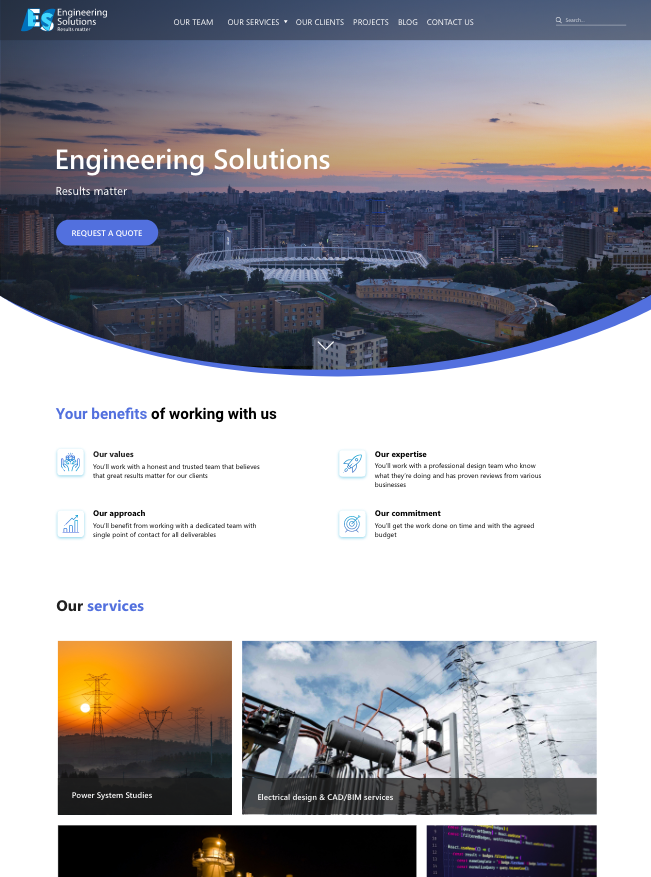 ES Engineering
Solutions
Results matter
OUR TEAM OUR SERVICES OUR CLIENTS PROJECTS BLOG CONTACT US
Search..
Engineering Solutions
Results matter
REQUEST A QUOTE
Your benefits of working with us
Our values
You'll work with a honest and trusted team that believes
that great results matter for our clients
Our expertise
You'll work with a professional design team who know
what they're doing and has proven reviews from various
businesses
Our approach
You'll benefit from working with a dedicated team with
single point of contact for all deliverables
Our commitment
You'll get the work done on time and with the agreed
budget
Our services
Power System Studies
Electrical design & CAD/BIM services